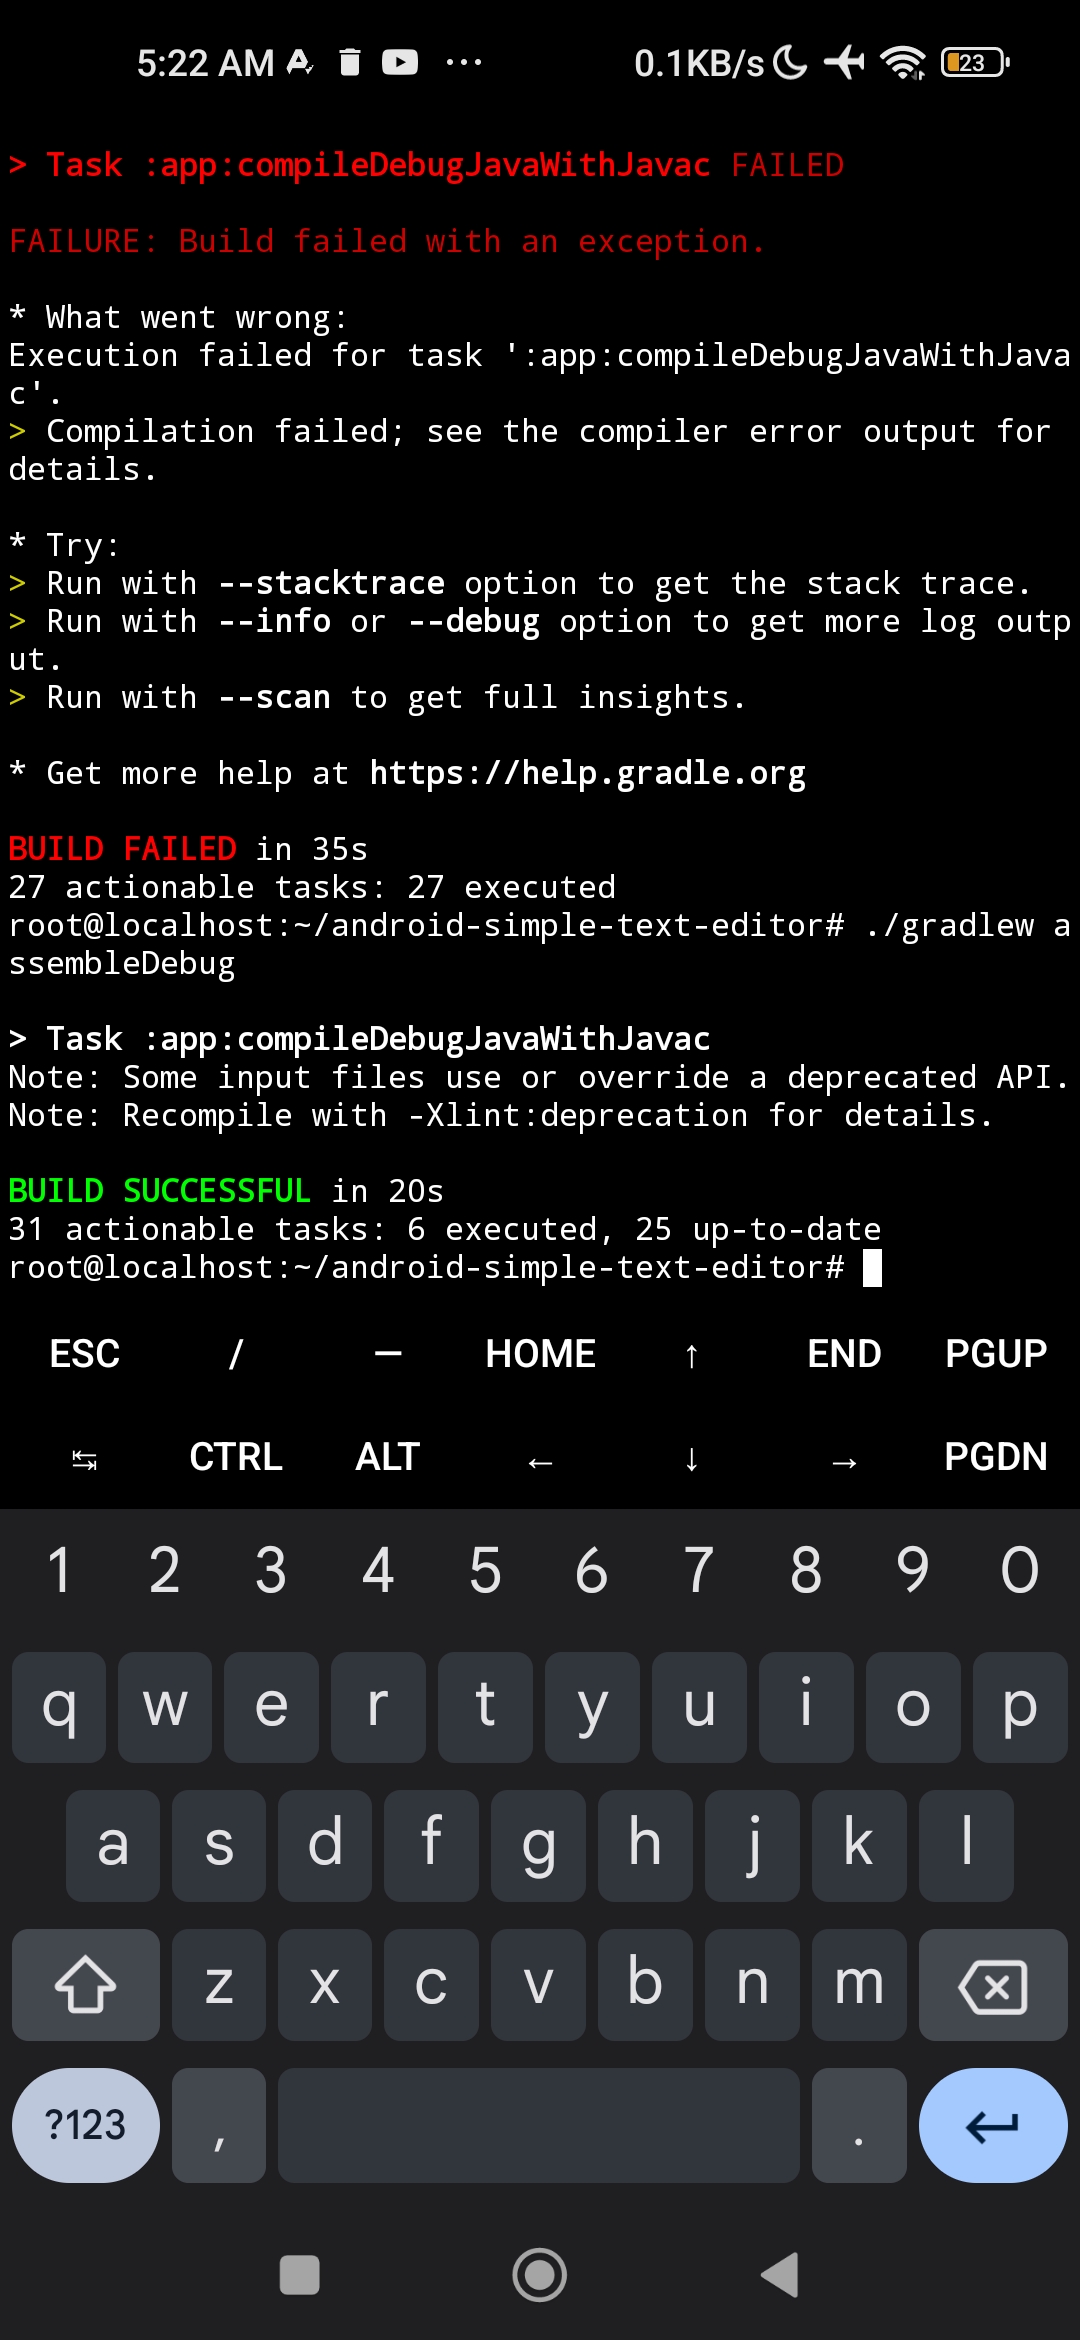 5:22 AM 0.1KB/s 23
> Task :app:compileDebugJavaWithJavac FAILED
FAILURE: Build failed with an exception.
* What went wrong:
Execution failed for task ':app:compileDebugJavaWithJava
c'.
> Compilation failed; see the compiler error output for
details.
* Try:
> Run with --stacktrace option to get the stack trace.
> Run with --info or --debug option to get more log outp
ut.
> Run with --scan to get full insights.
* Get more help at https://help.gradle.org
BUILD FAILED in 35s
27 actionable tasks: 27 executed
root@localhost:~/android-simple-text-editor# ./gradlew a
ssembleDebug
> Task :app:compileDebugJavaWithJavac
Note: Some input files use or override a deprecated API.
Note: Recompile with -Xlint:deprecation for details.
BUILD SUCCESSFUL in 20s
31 actionable tasks: 6 executed, 25 up-to-date
root@localhost:~/android-simple-text-editor#
ESC / — HOME ↑ END PGUP
↹ CTRL ALT ← ↓ → PGDN
1 2 3 4 5 6 7 8 9 0
q w e r t y u i o p
a s d f g h j k l
z x c v b n m
?123 , .